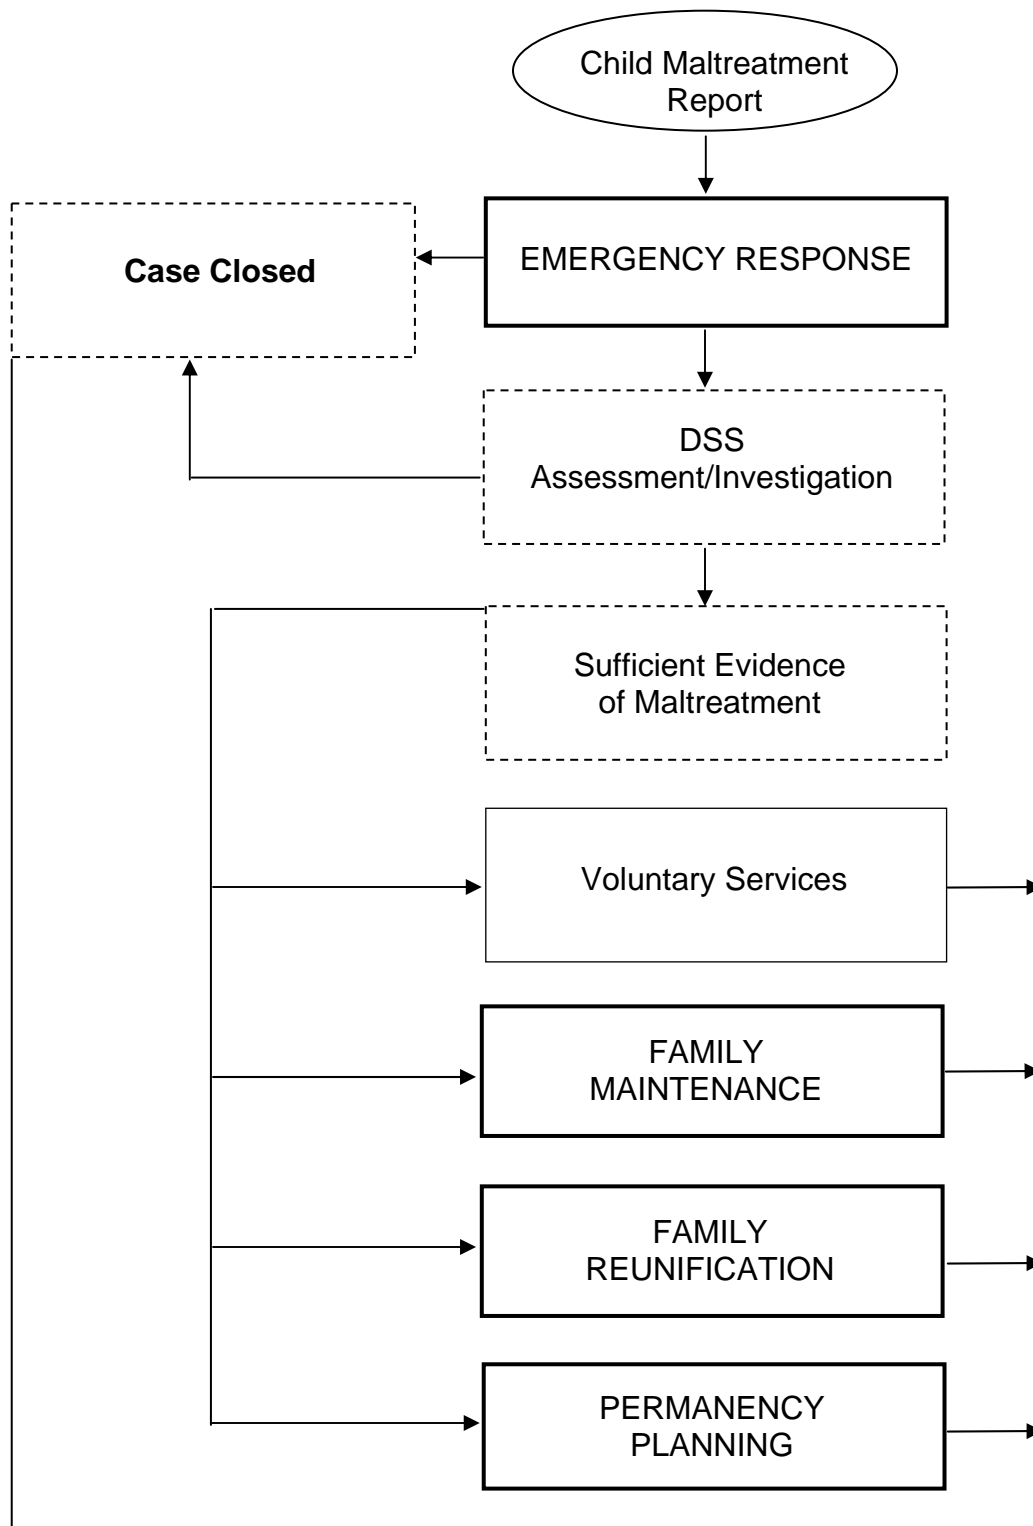 Child Maltreatment
Report
EMERGENCY RESPONSE
Case Closed
DSS
Assessment/Investigation
Sufficient Evidence
of Maltreatment
Voluntary Services
FAMILY
MAINTENANCE
FAMILY
REUNIFICATION
PERMANENCY
PLANNING